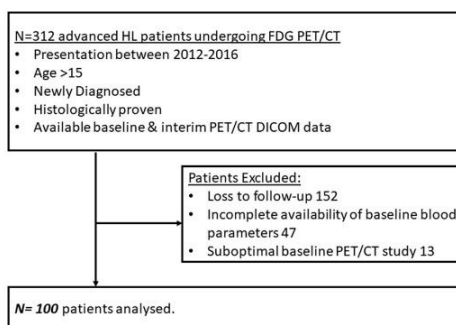 N=312 advanced HL patients undergoing FDG PET/CT
• Presentation between 2012-2016
• Age >15
• Newly Diagnosed
• Histologically proven
• Available baseline & interim PET/CT DICOM data
Patients Excluded:
• Loss to follow-up 152
• Incomplete availability of baseline blood
parameters 47
• Suboptimal baseline PET/CT study 13
N= 100 patients analysed.